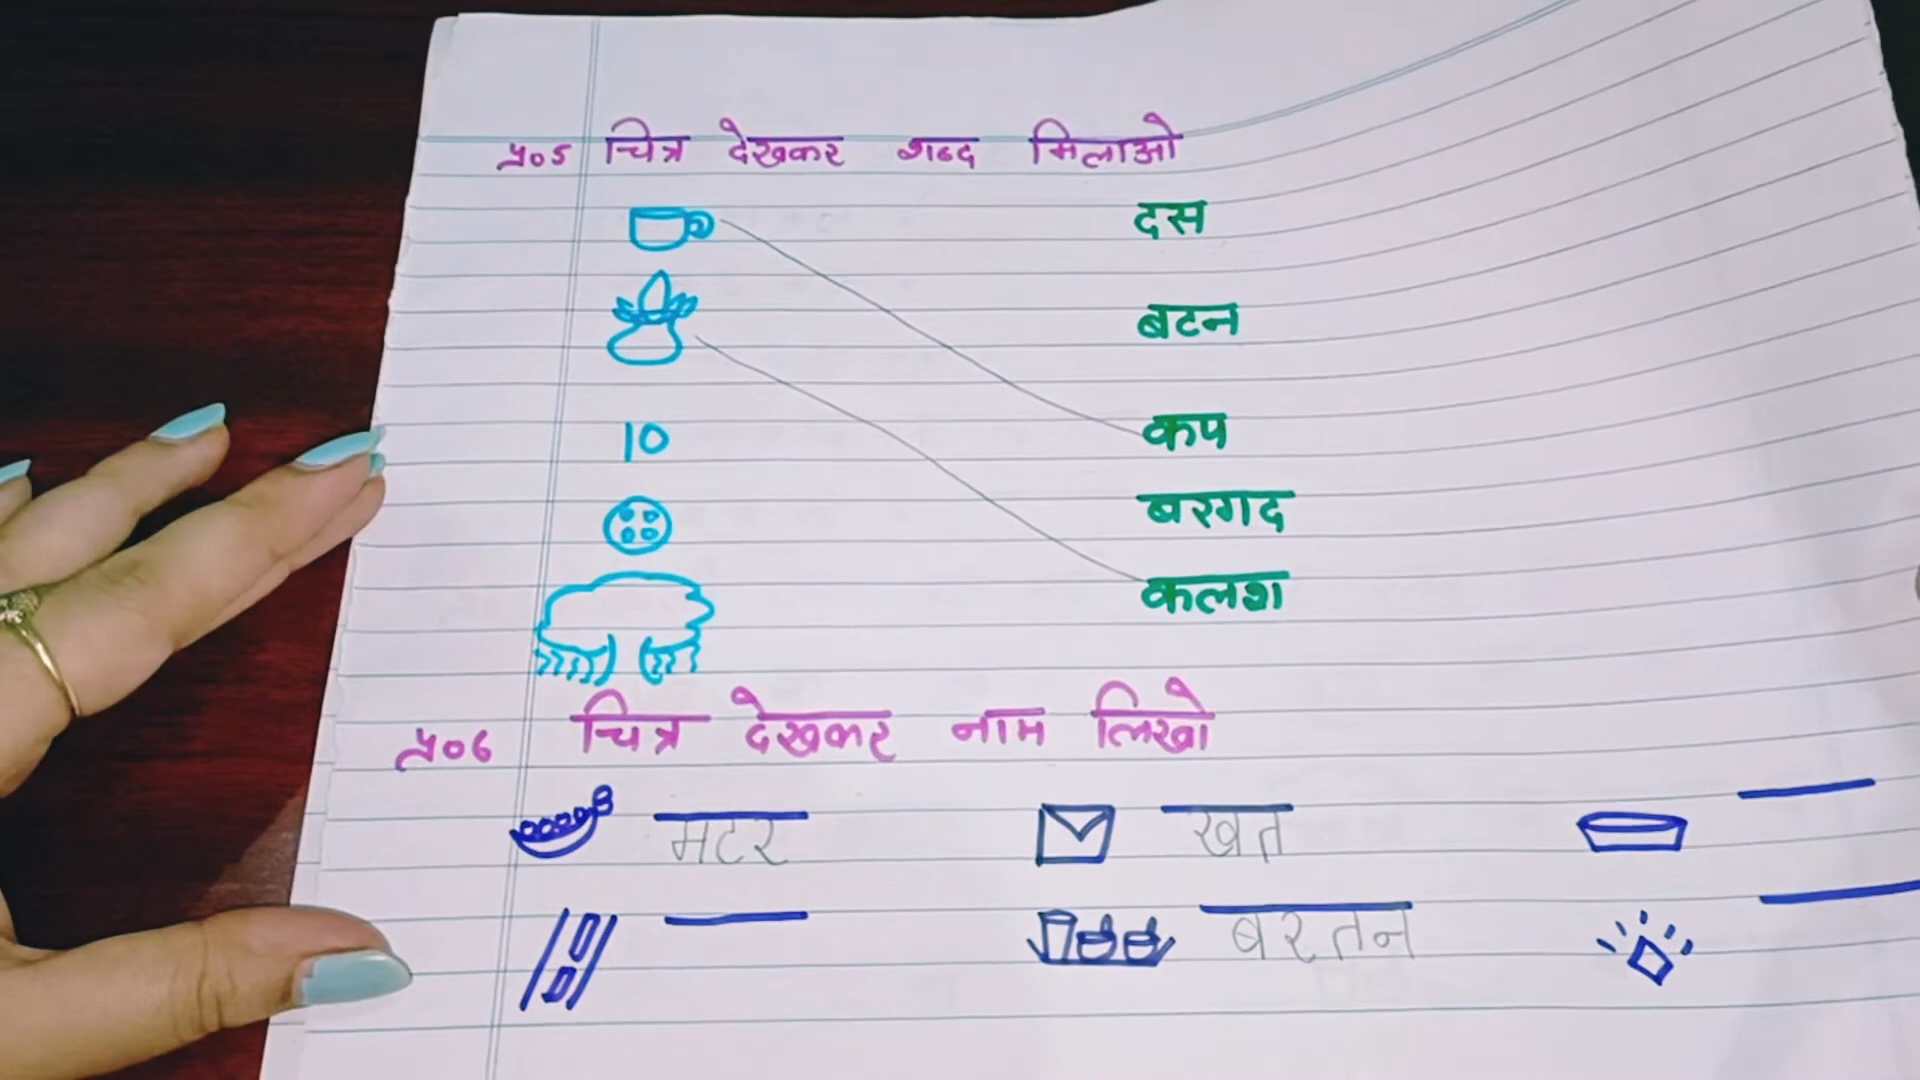 प्र०5 चित्र देखकर शब्द मिलाओ
दस
बटन
10 कप
बरगद
कलश
प्र०6 चित्र देखकर नाम लिखो
मटर खत
बरतन